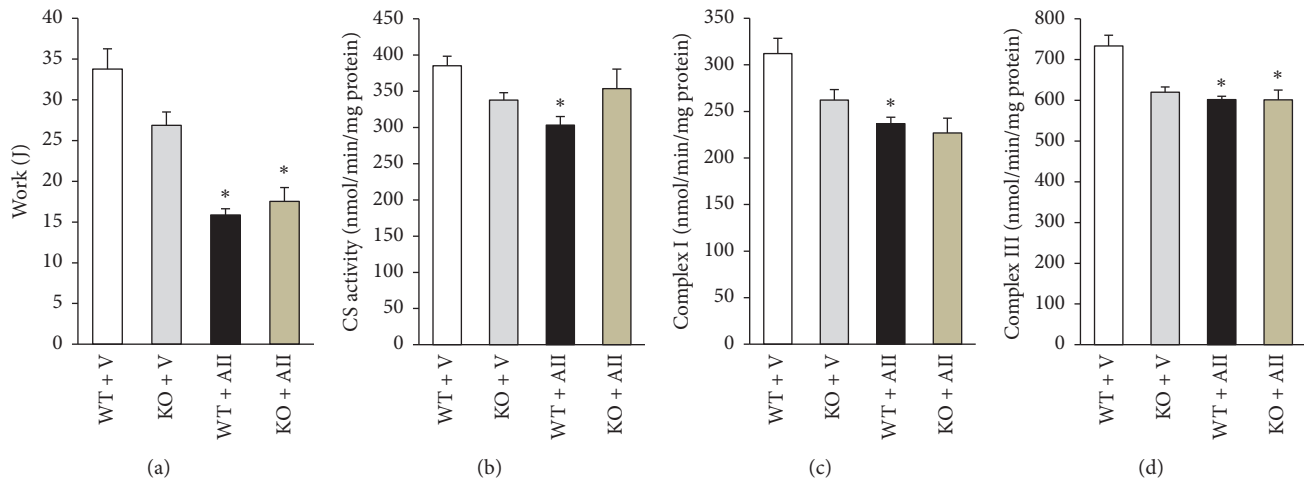 Work (J)
40
35
30
25
20
15
10
5
0
*
*
WT + V
KO + V
WT + AII
KO + AII
(a)
CS activity (nmol/min/mg protein)
450
400
350
300
250
200
150
100
50
0
*
WT + V
KO + V
WT + AII
KO + AII
(b)
Complex I (nmol/min/mg protein)
350
300
250
200
150
100
50
0
*
WT + V
KO + V
WT + AII
KO + AII
(c)
Complex III (nmol/min/mg protein)
800
700
600
500
400
300
200
100
0
*
*
WT + V
KO + V
WT + AII
KO + AII
(d)